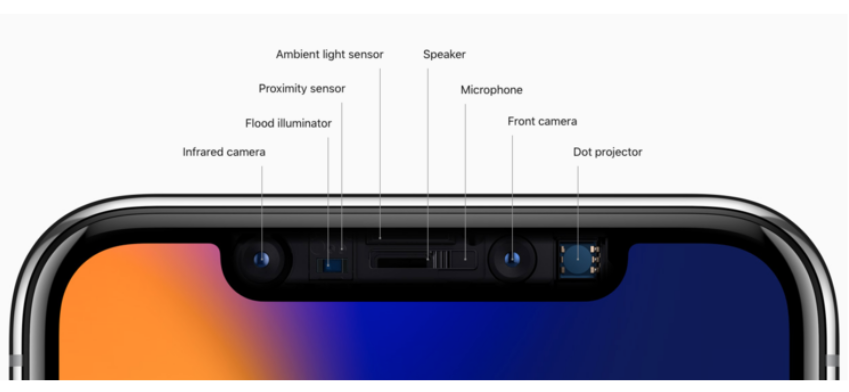 Ambient light sensor
Speaker
Proximity sensor
Microphone
Flood illuminator
Front camera
Infrared camera
Dot projector